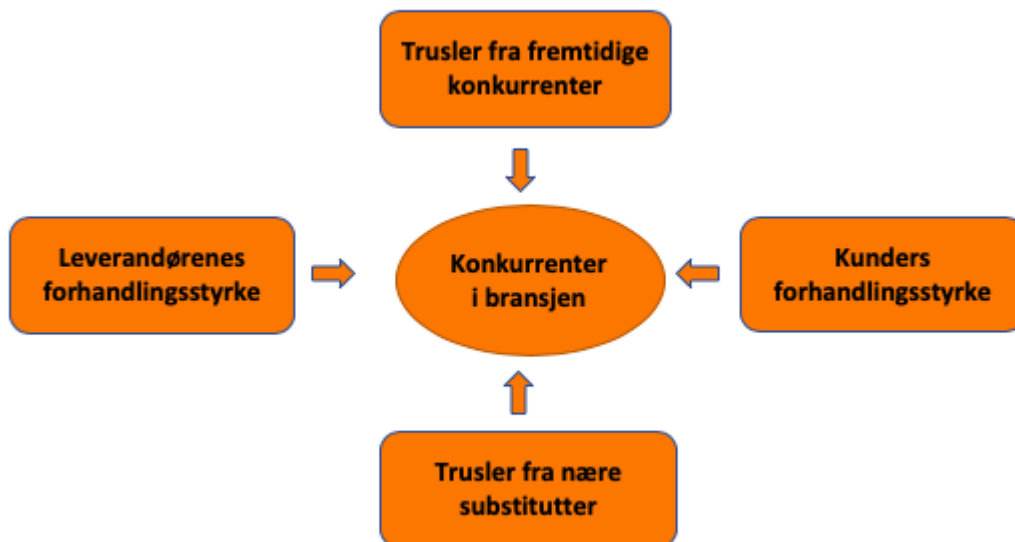 Trusler fra fremtidige
konkurrenter
Leverandørenes
forhandlingsstyrke
Konkurrenter
i bransjen
Kunders
forhandlingsstyrke
Trusler fra nære
substitutter